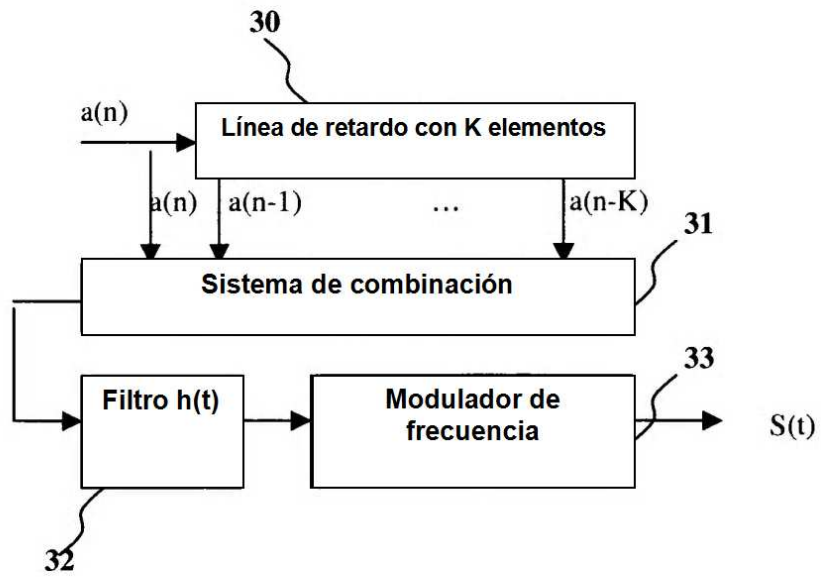 30
a(n)
Línea de retardo con K elementos
a(n) a(n-1) ... a(n-K)
31
Sistema de combinación
33
Filtro h(t)
Modulador de
frecuencia
S(t)
32